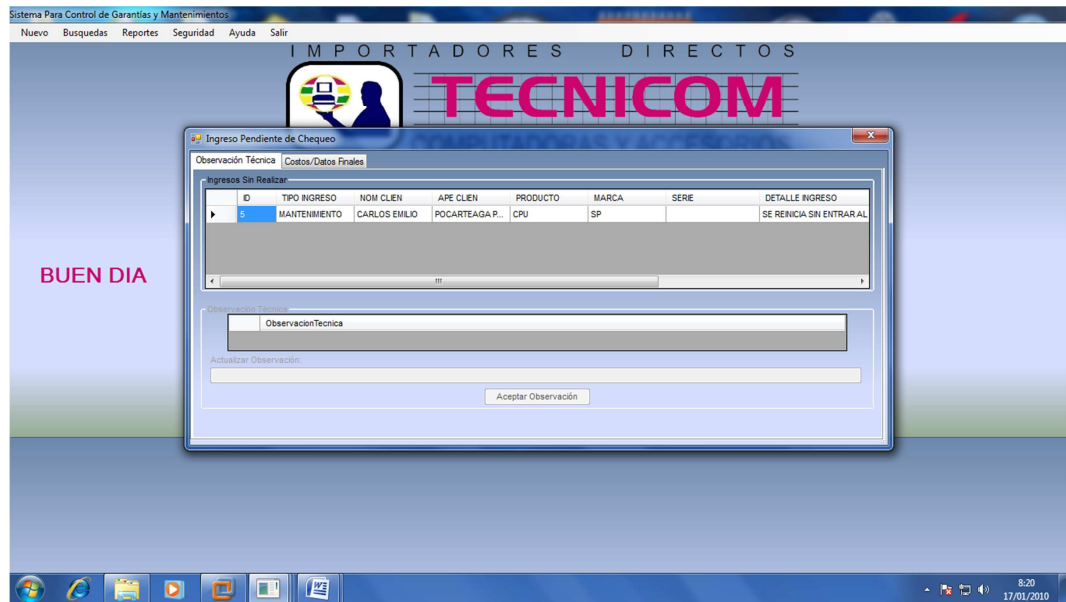 Sistema Para Control de Garantías y Mantenimientos
Nuevo Busquedas Reportes Seguridad Ayuda Salir
IMPORTADORES DIRECTOS
TECNICOM
COMPUTADORAS Y ACCESORIOS
Ingreso Pendiente de Chequeo
Observación Técnica Costos/Datos Finales
Ingresos Sin Realizar
ID TIPO INGRESO NOM CLIEN APE CLIEN PRODUCTO MARCA SERIE DETALLE INGRESO
5 MANTENIMIENTO CARLOS EMILIO POCARTEAGA P... CPU SP SE REINICIA SIN ENTRAR AL
BUEN DIA
Observación Técnica
ObservacionTecnica
Actualizar Observación:
Aceptar Observación
8:20
17/01/2010